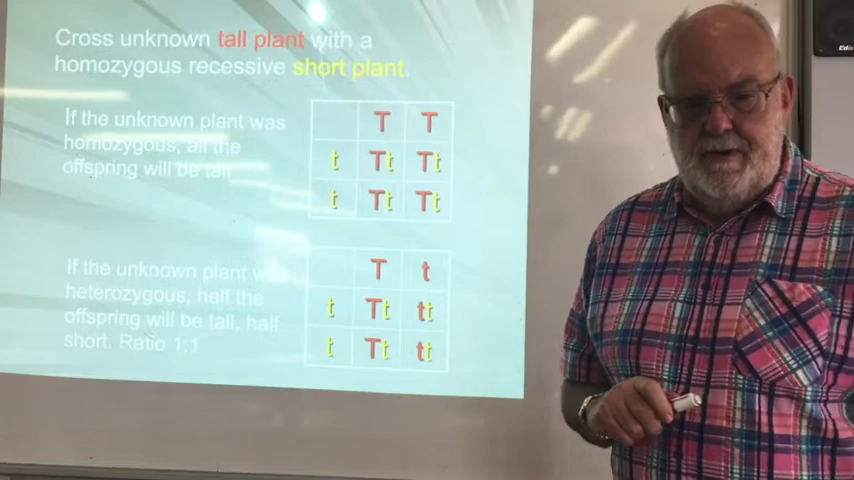 Cross unknown tall plant with a
homozygous recessive short plant.
If the unknown plant was
homozygous, all the
offspring will be tall
T T
t Tt Tt
t Tt Tt
If the unknown plant was
heterozygous, half the
offspring will be tall, half
short. Ratio 1:1
T t
t Tt tt
t Tt tt